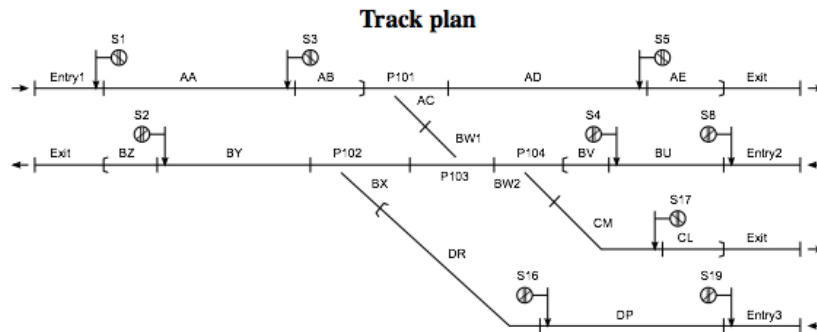 Track plan
S1 S3 S5
Entry1 AA AB P101 AD AE Exit
AC
S2 S4 S8
BW1
Exit BZ BY P102 P104 BV BU Entry2
BX P103 BW2
S17
CM CL Exit
DR
S16 S19
DP Entry3